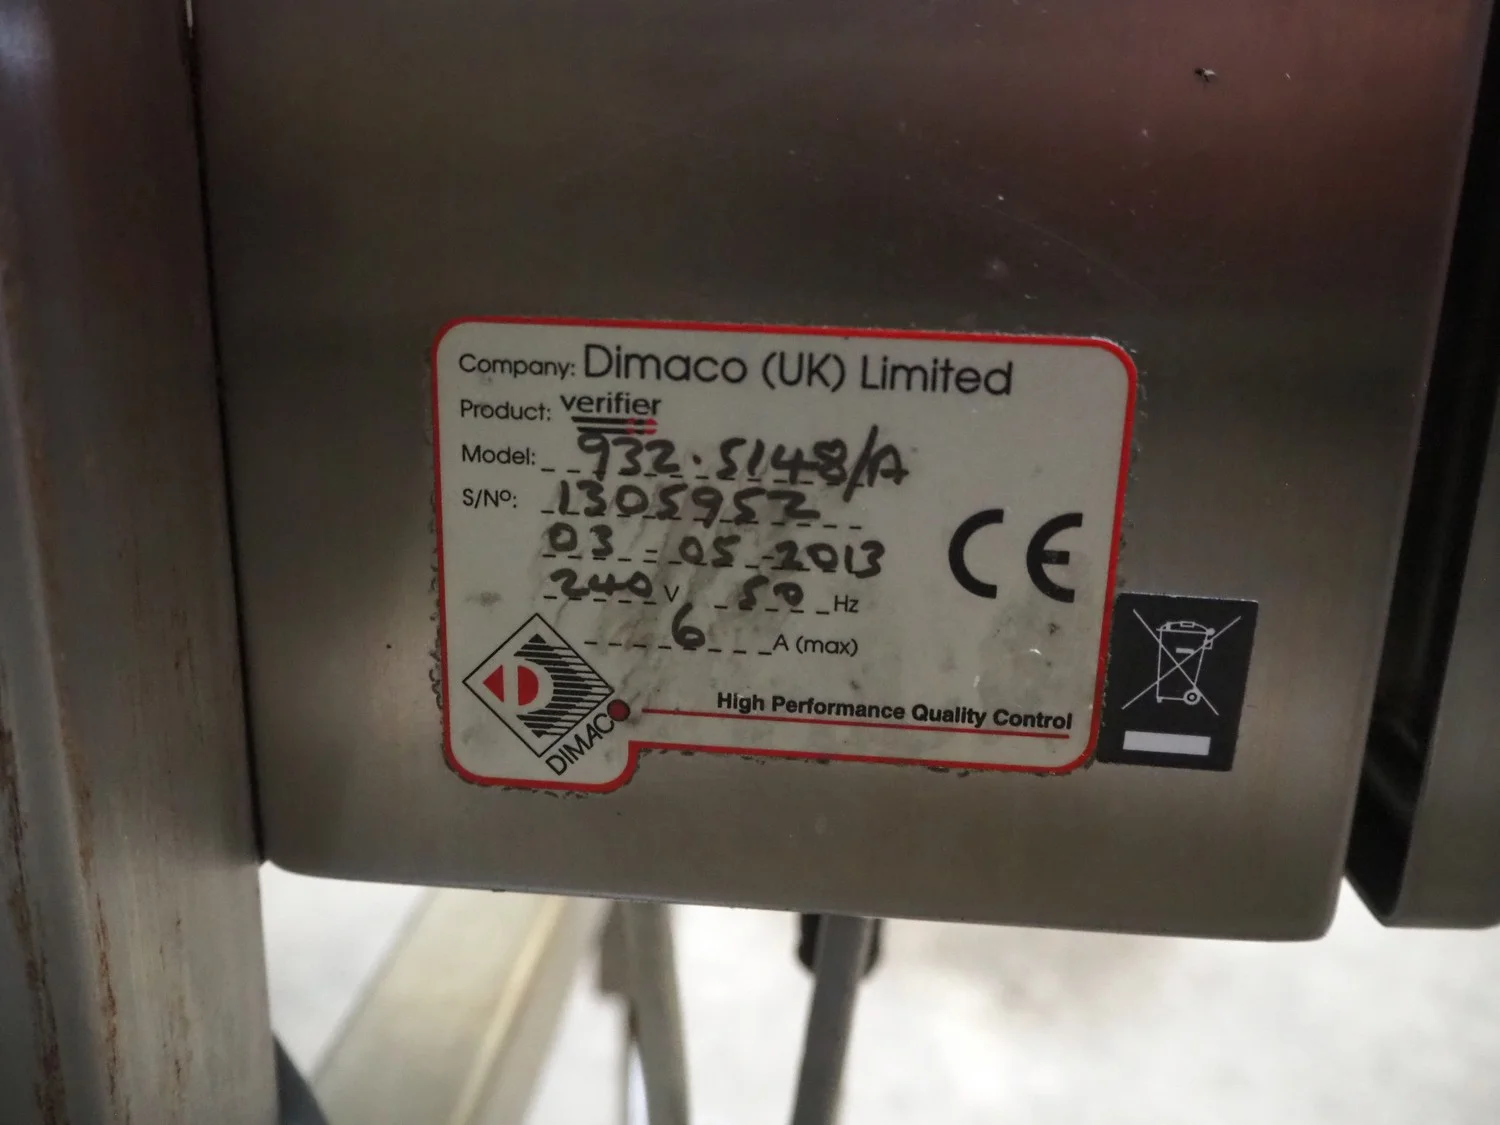 Company: Dimaco (UK) Limited
Product: verifier
Model: 932.5148/A
S/Nº: 1305952
03-05-2013
240 V 50 Hz
6 A (max)
CE
DIMACO
High Performance Quality Control